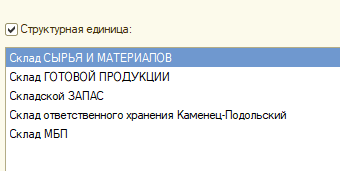 Структурная единица:
Склад СЫРЬЯ И МАТЕРИАЛОВ
Склад ГОТОВОЙ ПРОДУКЦИИ
Складской ЗАПАС
Склад ответственного хранения Каменец-Подольский
Склад МБП